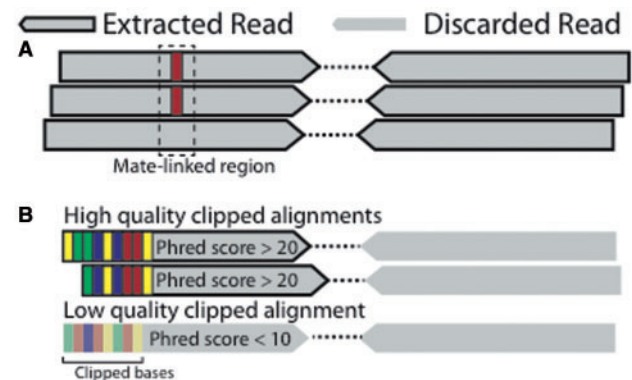 Extracted Read Discarded Read
A
Mate-linked region
B
High quality clipped alignments
Phred score > 20
Phred score > 20
Low quality clipped alignment
Phred score < 10
Clipped bases